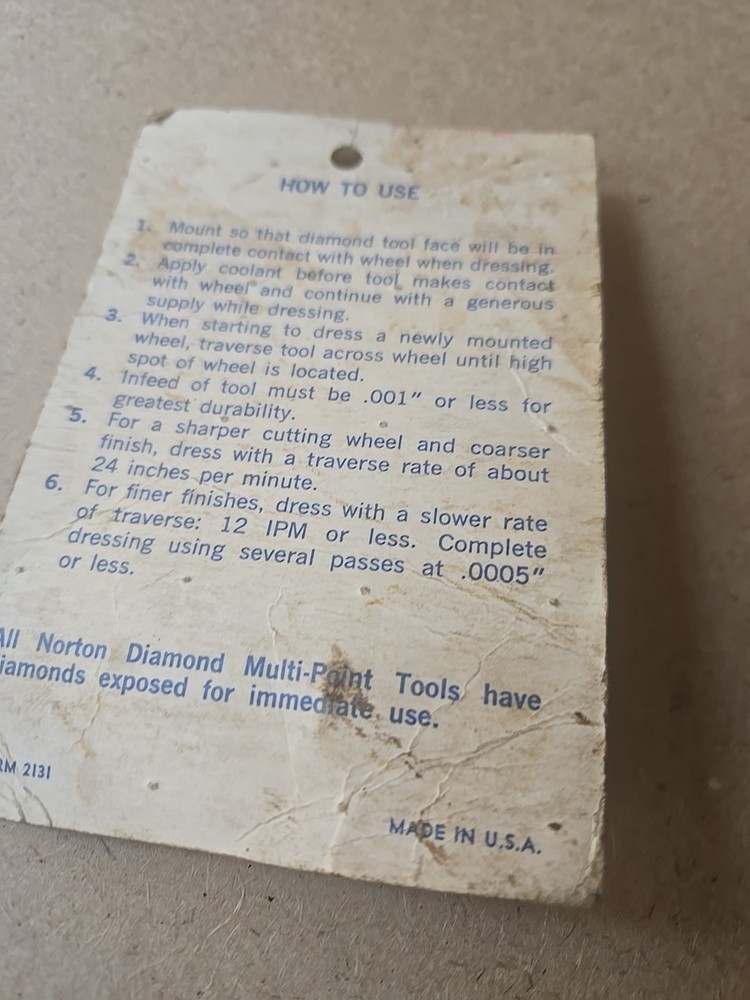 HOW TO USE
1. Mount so that diamond tool face will be in
complete contact with wheel when dressing.
2. Apply coolant before tool makes contact
with wheel and continue with a generous
supply while dressing.
3. When starting to dress a newly mounted
wheel, traverse tool across wheel until high
spot of wheel is located.
4. Infeed of tool must be .001" or less for
greatest durability.
5. For a sharper cutting wheel and coarser
finish, dress with a traverse rate of about
24 inches per minute.
6. For finer finishes, dress with a slower rate
of traverse: 12 IPM or less. Complete
dressing using several passes at .0005"
or less.
All Norton Diamond Multi-Point Tools have
iamonds exposed for immediate use.
RM 2131
MADE IN U.S.A.